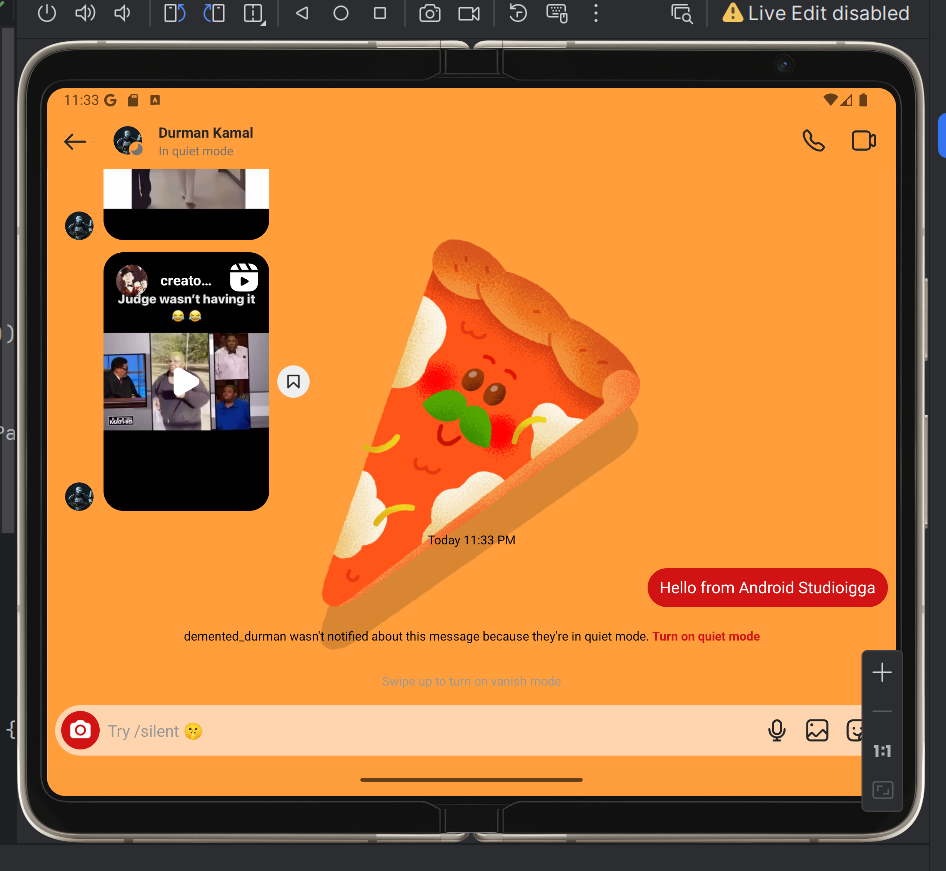 Live Edit disabled
11:33
Durman Kamal
In quiet mode
creato...
Judge wasn't having it
😂 😂
Today 11:33 PM
Hello from Android Studioigga
demented_durman wasn't notified about this message because they're in quiet mode. Turn on quiet mode
Swipe up to turn on vanish mode
Try /silent 🤫
1:1
)
Pa
{